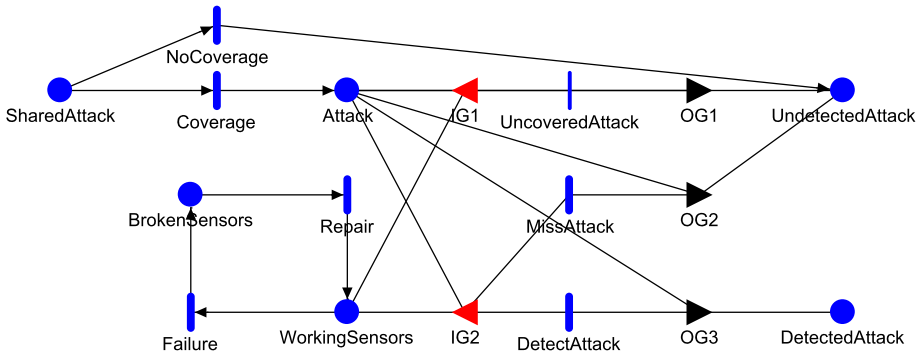 NoCoverage
SharedAttack
Coverage
Attack
IG1
UncoveredAttack
OG1
UndetectedAttack
BrokenSensors
Repair
MissAttack
OG2
Failure
WorkingSensors
IG2
DetectAttack
OG3
DetectedAttack